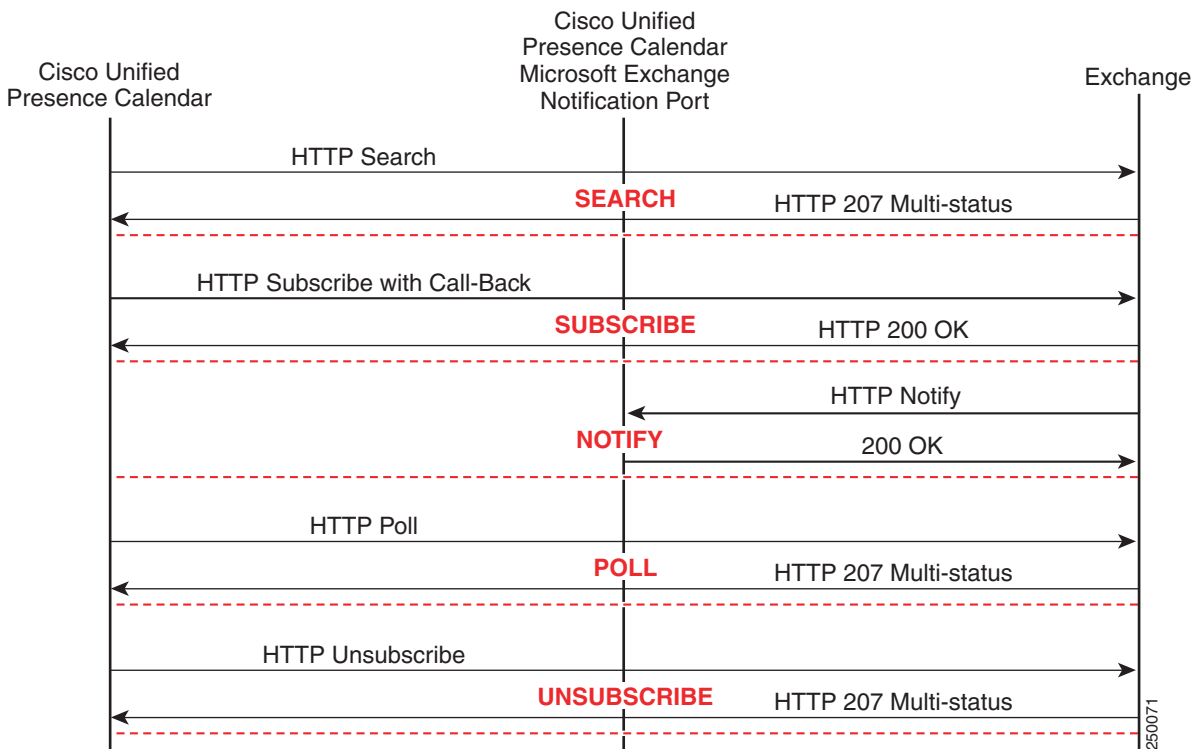 Cisco Unified
Presence Calendar
Cisco Unified
Presence Calendar
Microsoft Exchange
Notification Port
Exchange
HTTP Search
SEARCH
HTTP 207 Multi-status
HTTP Subscribe with Call-Back
SUBSCRIBE
HTTP 200 OK
HTTP Notify
NOTIFY
200 OK
HTTP Poll
POLL
HTTP 207 Multi-status
HTTP Unsubscribe
UNSUBSCRIBE
HTTP 207 Multi-status
250071